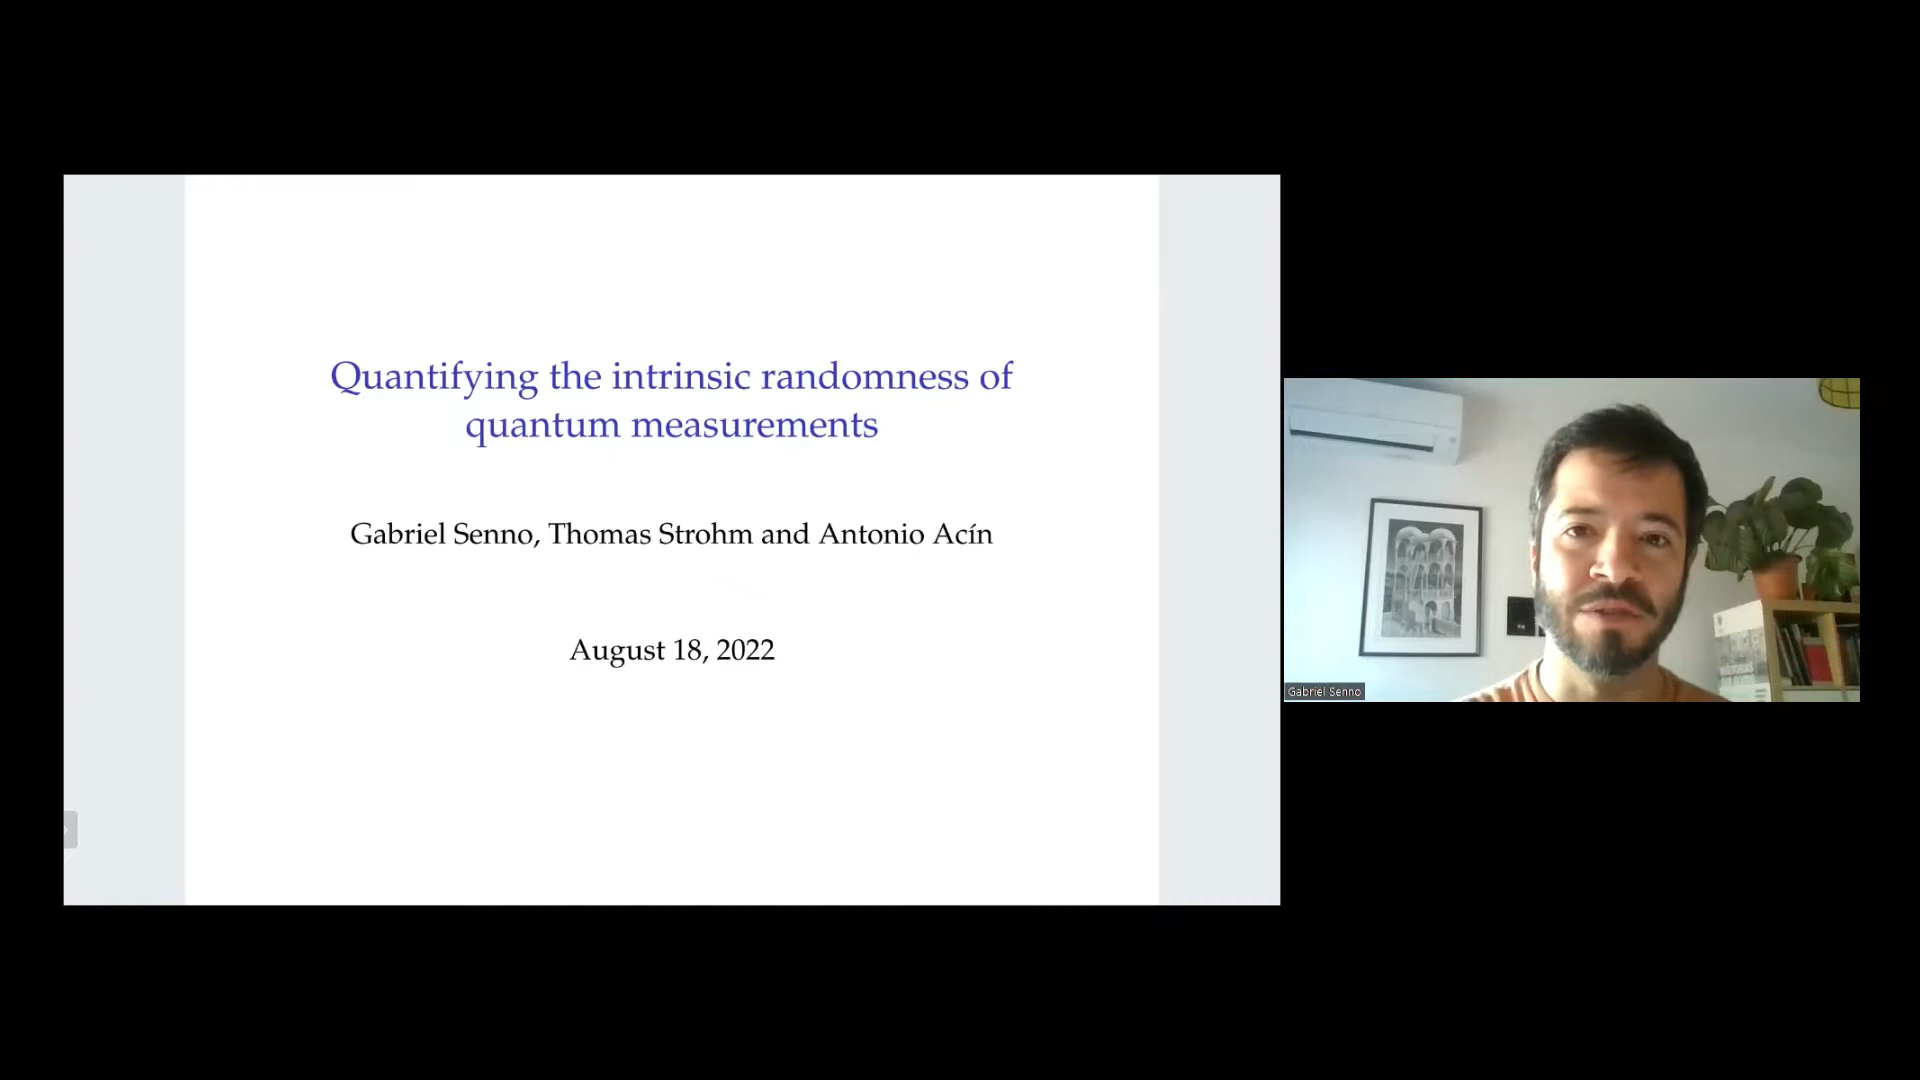 Quantifying the intrinsic randomness of
quantum measurements
Gabriel Senno, Thomas Strohm and Antonio Acín
August 18, 2022
Gabriel Senno